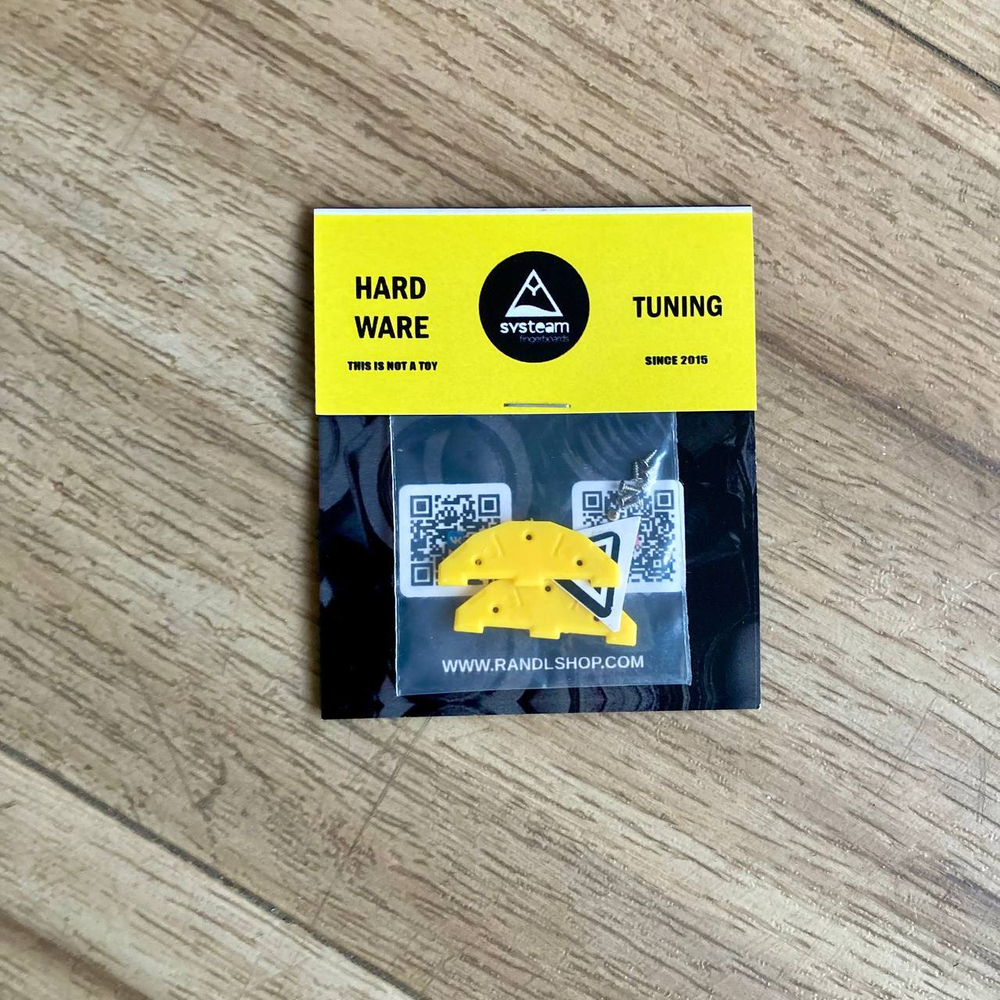 HARD
WARE
THIS IS NOT A TOY
systeam
fingerboards
TUNING
SINCE 2015
WWW.RANDLSHOP.COM